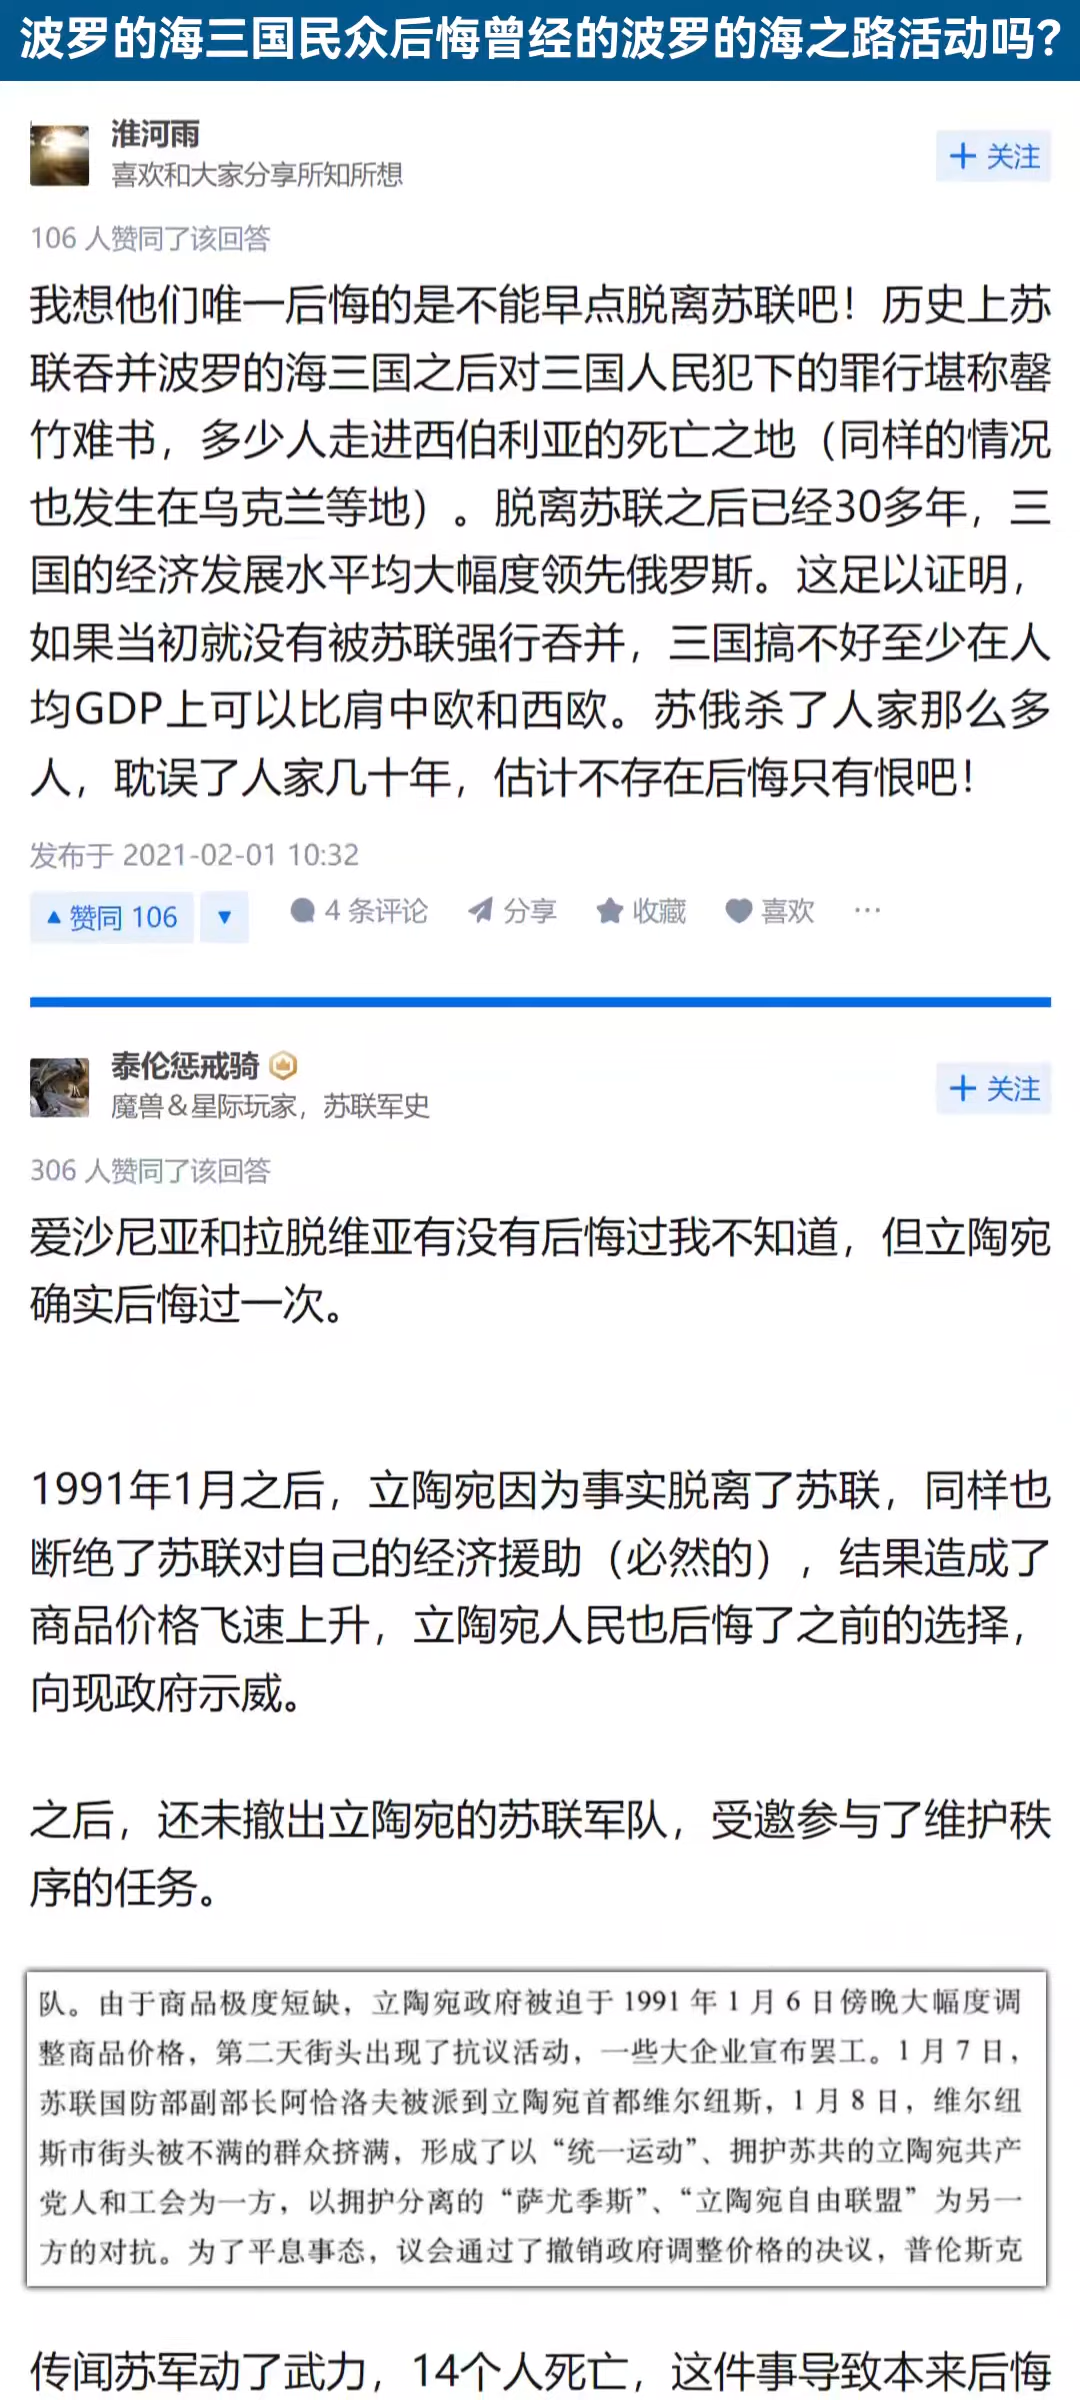 波罗的海三国民众后悔曾经的波罗的海之路活动吗?
淮河雨
喜欢和大家分享所知所想
+ 关注
106 人赞同了该回答
我想他们唯一后悔的是不能早点脱离苏联吧！历史上苏
联吞并波罗的海三国之后对三国人民犯下的罪行堪称罄
竹难书，多少人走进西伯利亚的死亡之地（同样的情况
也发生在乌克兰等地）。脱离苏联之后已经30多年，三
国的经济发展水平均大幅度领先俄罗斯。这足以证明，
如果当初就没有被苏联强行吞并，三国搞不好至少在人
均GDP上可以比肩中欧和西欧。苏俄杀了人家那么多
人，耽误了人家几十年，估计不存在后悔只有恨吧！
发布于 2021-02-01 10:32
赞同 106
4 条评论
分享
收藏
喜欢
泰伦惩戒骑
魔兽&星际玩家，苏联军史
+ 关注
306 人赞同了该回答
爱沙尼亚和拉脱维亚有没有后悔过我不知道，但立陶宛
确实后悔过一次。
1991年1月之后，立陶宛因为事实脱离了苏联，同样也
断绝了苏联对自己的经济援助（必然的），结果造成了
商品价格飞速上升，立陶宛人民也后悔了之前的选择，
向现政府示威。
之后，还未撤出立陶宛的苏联军队，受邀参与了维护秩
序的任务。
队。由于商品极度短缺，立陶宛政府被迫于 1991 年 1 月 6 日傍晚大幅度调
整商品价格，第二天街头出现了抗议活动，一些大企业宣布罢工。1 月 7 日，
苏联国防部副部长阿恰洛夫被派到立陶宛首都维尔纽斯，1 月 8 日，维尔纽
斯市街头被不满的群众挤满，形成了以“统一运动”、拥护苏共的立陶宛共产
党人和工会为一方，以拥护分离的“萨尤季斯”、“立陶宛自由联盟”为另一
方的对抗。为了平息事态，议会通过了撤销政府调整价格的决议，普伦斯克
传闻苏军动了武力，14个人死亡，这件事导致本来后悔